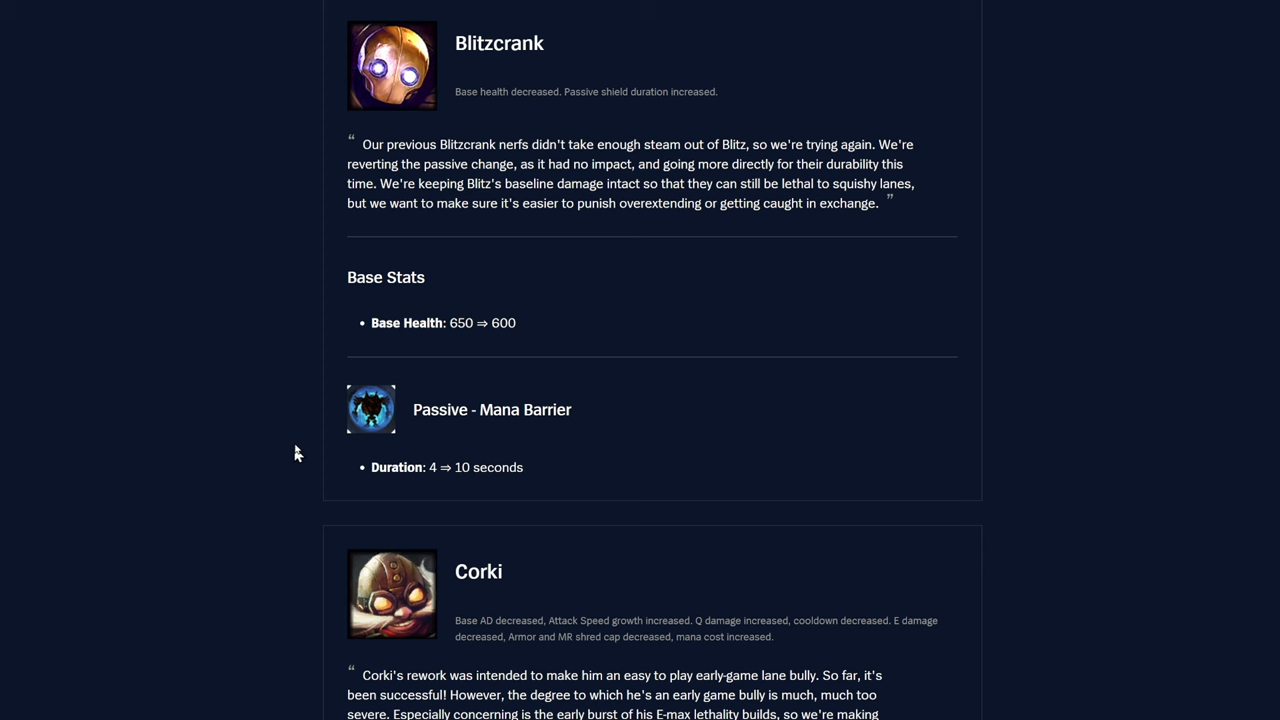 Blitzcrank
Base health decreased. Passive shield duration increased.
“ Our previous Blitzcrank nerfs didn't take enough steam out of Blitz, so we're trying again. We're
reverting the passive change, as it had no impact, and going more directly for their durability this
time. We're keeping Blitz's baseline damage intact so that they can still be lethal to squishy lanes,
but we want to make sure it's easier to punish overextending or getting caught in exchange. ”
Base Stats
• Base Health: 650 ⇒ 600
Passive - Mana Barrier
• Duration: 4 ⇒ 10 seconds
Corki
Base AD decreased, Attack Speed growth increased. Q damage increased, cooldown decreased. E damage
decreased, Armor and MR shred cap decreased, mana cost increased.
“ Corki's rework was intended to make him an easy to play early-game lane bully. So far, it's
been successful! However, the degree to which he's an early game bully is much, much too
severe. Especially concerning is the early burst of his E-max lethality builds, so we're making